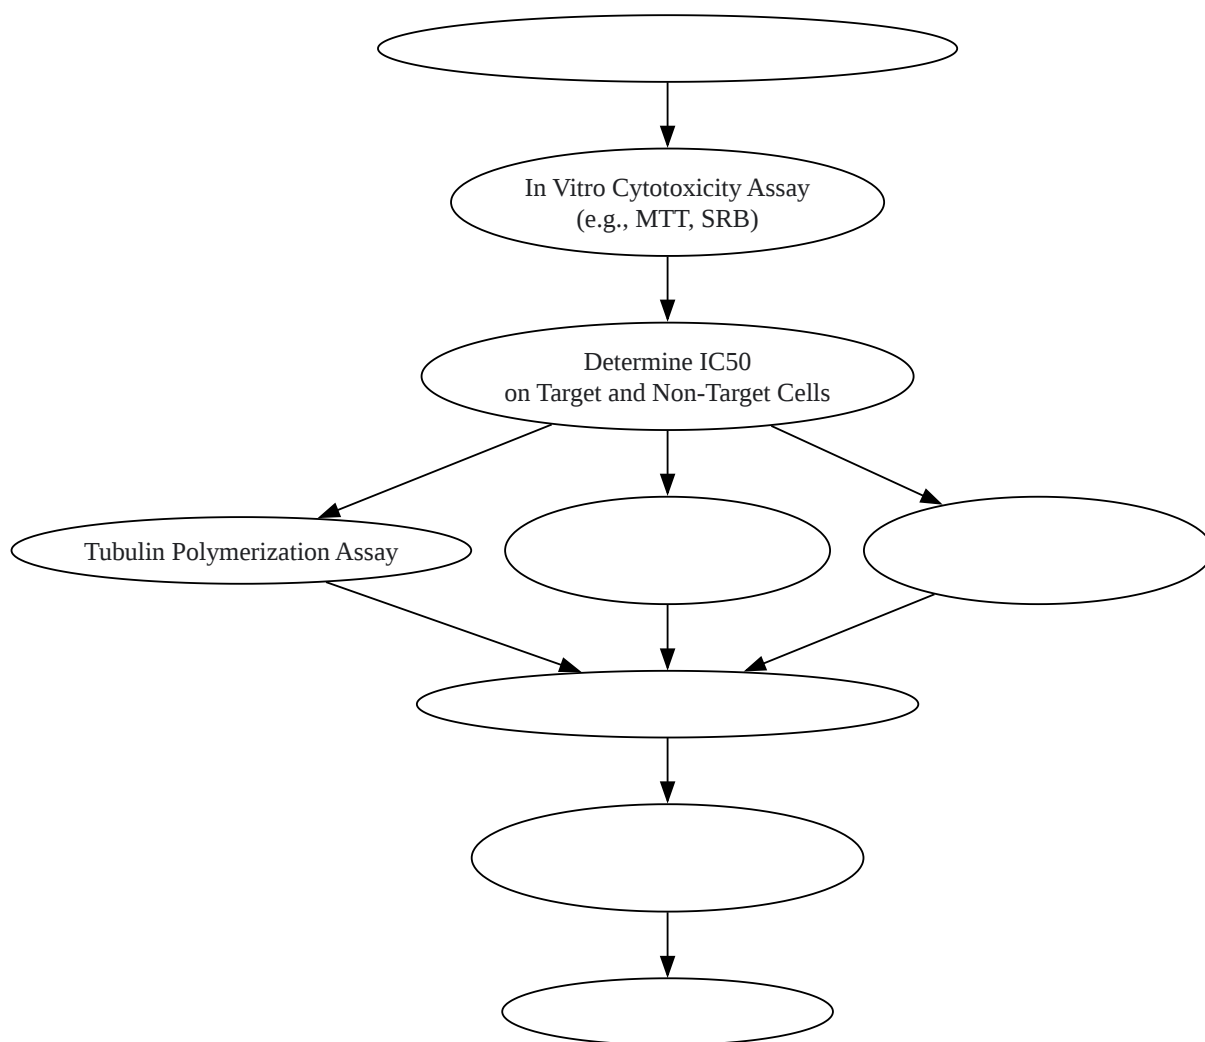 In Vitro Cytotoxicity Assay
(e.g., MTT, SRB)
Determine IC50
on Target and Non-Target Cells
Tubulin Polymerization Assay